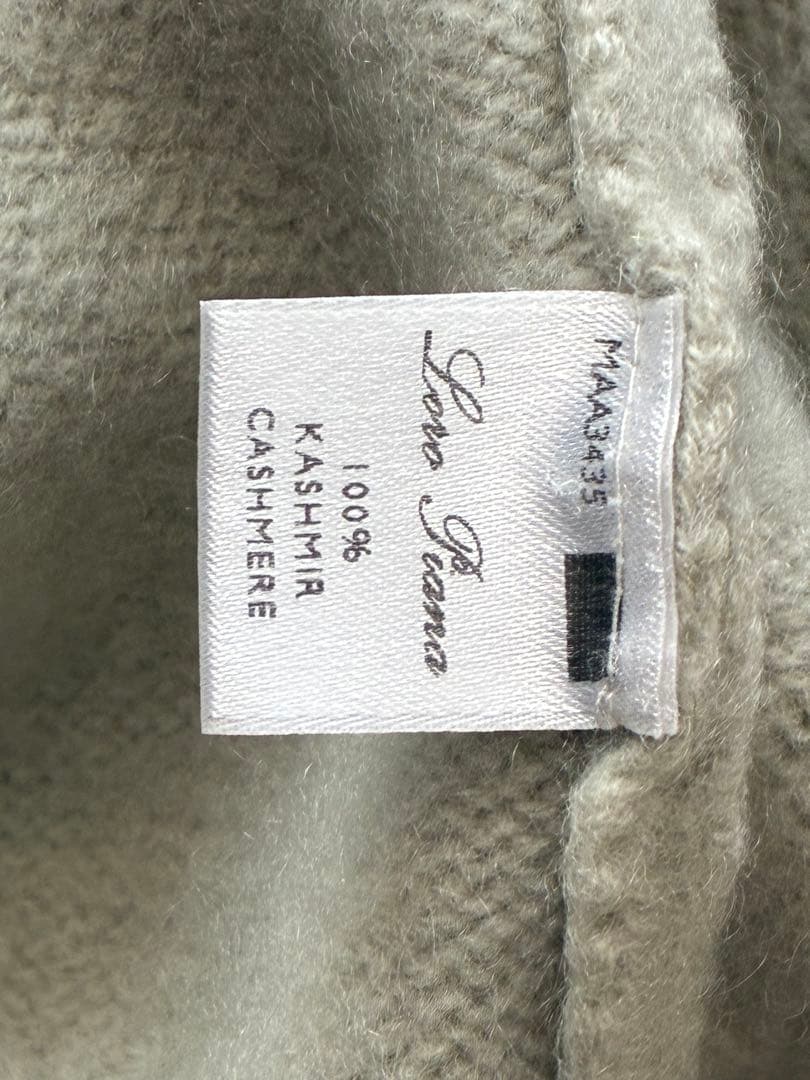 MAA3435
Loro Piana
100%
KASHMIR
CASHMERE